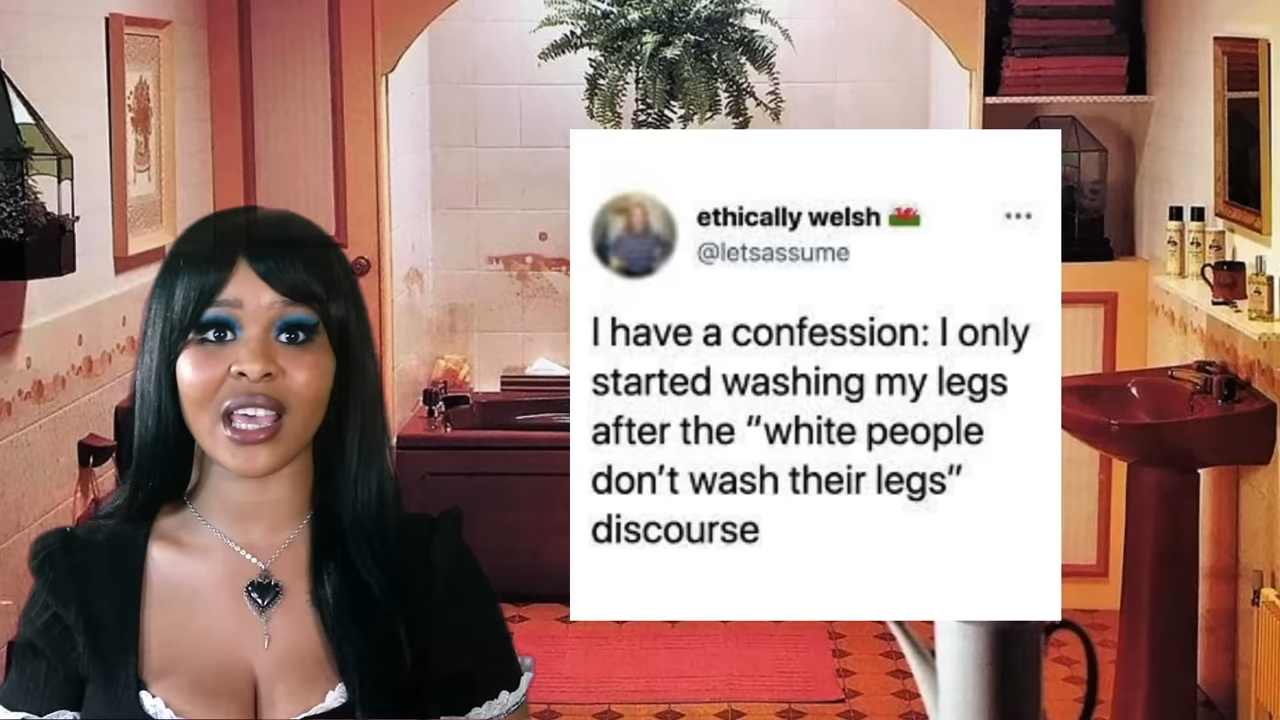 ethically welsh 🏴󠁧󠁢󠁷󠁬󠁳󠁿
@letsassume
I have a confession: I only
started washing my legs
after the “white people
don’t wash their legs”
discourse